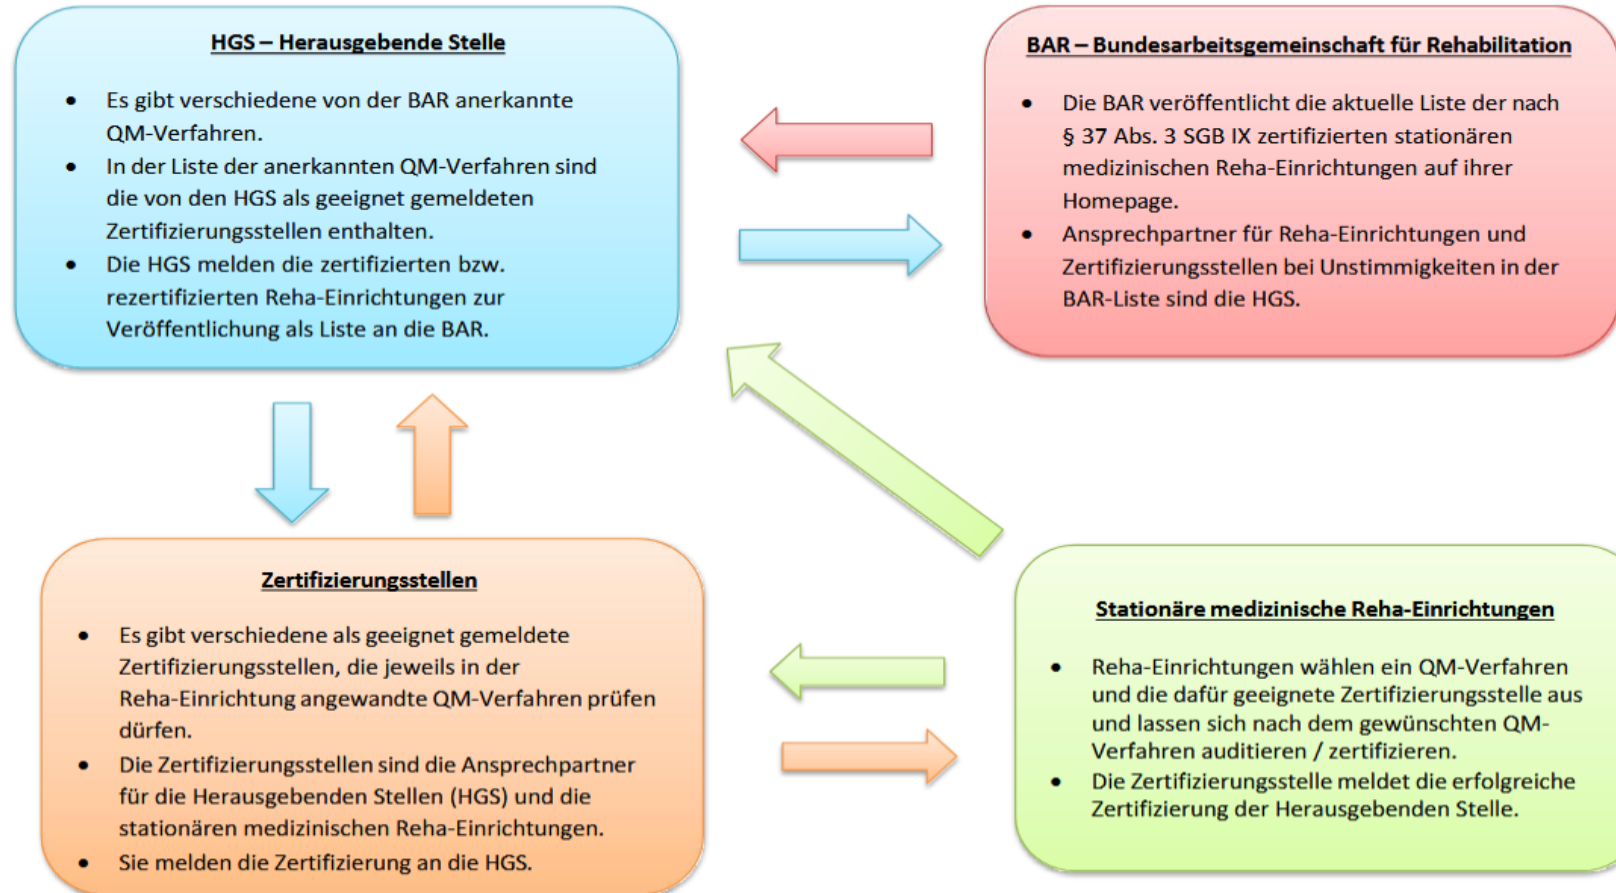 HGS – Herausgebende Stelle
• Es gibt verschiedene von der BAR anerkannte
QM-Verfahren.
• In der Liste der anerkannten QM-Verfahren sind
die von den HGS als geeignet gemeldeten
Zertifizierungsstellen enthalten.
• Die HGS melden die zertifizierten bzw.
rezertifizierten Reha-Einrichtungen zur
Veröffentlichung als Liste an die BAR.
BAR – Bundesarbeitsgemeinschaft für Rehabilitation
• Die BAR veröffentlicht die aktuelle Liste der nach
§ 37 Abs. 3 SGB IX zertifizierten stationären
medizinischen Reha-Einrichtungen auf ihrer
Homepage.
• Ansprechpartner für Reha-Einrichtungen und
Zertifizierungsstellen bei Unstimmigkeiten in der
BAR-Liste sind die HGS.
Zertifizierungsstellen
• Es gibt verschiedene als geeignet gemeldete
Zertifizierungsstellen, die jeweils in der
Reha-Einrichtung angewandte QM-Verfahren prüfen
dürfen.
• Die Zertifizierungsstellen sind die Ansprechpartner
für die Herausgebenden Stellen (HGS) und die
stationären medizinischen Reha-Einrichtungen.
• Sie melden die Zertifizierung an die HGS.
Stationäre medizinische Reha-Einrichtungen
• Reha-Einrichtungen wählen ein QM-Verfahren
und die dafür geeignete Zertifizierungsstelle aus
und lassen sich nach dem gewünschten QM-
Verfahren auditieren / zertifizieren.
• Die Zertifizierungsstelle meldet die erfolgreiche
Zertifizierung der Herausgebenden Stelle.